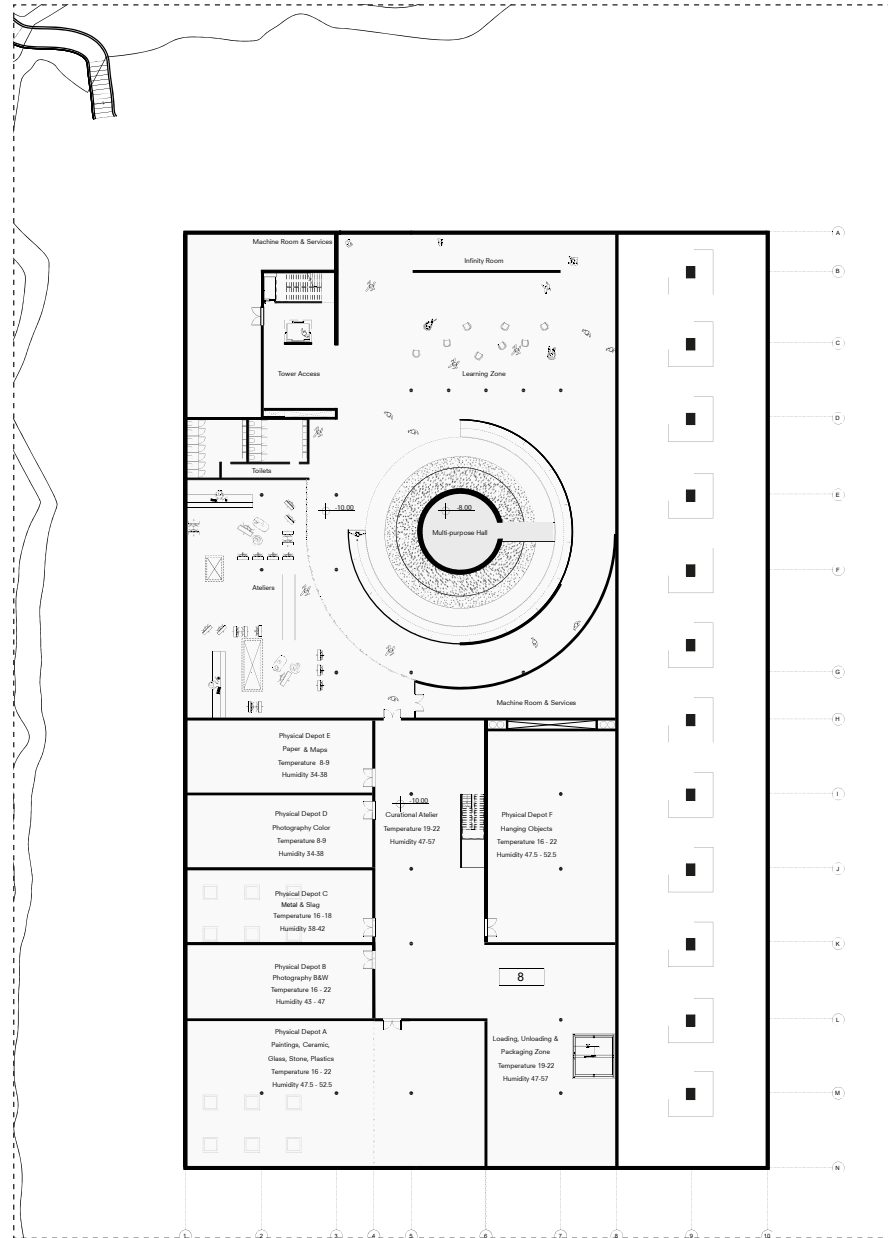 A
Machine Room & Services
Infinity Room
B
C
Tower Access
Learning Zone
D
Toilets
E
-10.00
-8.00
Multi-purpose Hall
F
Ateliers
G
Machine Room & Services
H
Physical Depot E
Paper & Maps
Temperature 8-9
Humidity 34-38
I
-10.00
Physical Depot D
Photography Color
Temperature 8-9
Humidity 34-38
Curational Atelier
Temperature 19-22
Humidity 47-57
Physical Depot F
Hanging Objects
Temperature 16 - 22
Humidity 47.5 - 52.5
J
Physical Depot C
Metal & Slag
Temperature 16 -18
Humidity 38-42
K
Physical Depot B
Photography B&W
Temperature 16 - 22
Humidity 43 - 47
8
L
Physical Depot A
Paintings, Ceramic,
Glass, Stone, Plastics
Temperature 16 - 22
Humidity 47.5 - 52.5
Loading, Unloading &
Packaging Zone
Temperature 19-22
Humidity 47-57
M
N
1 2 3 4 5 6 7 8 9 10